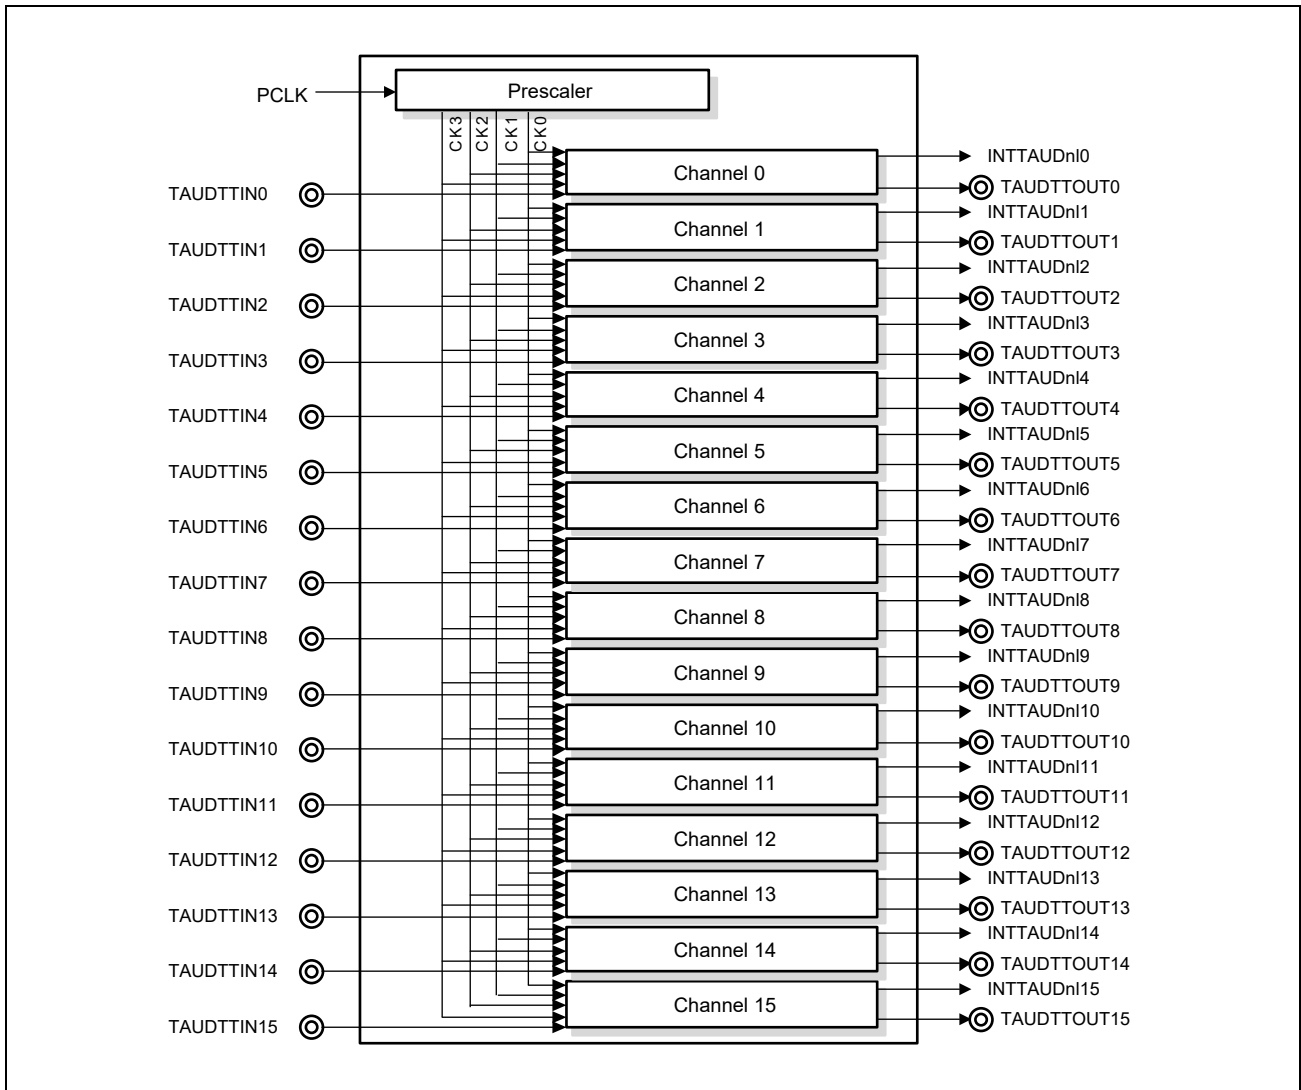 Prescaler
PCLK
CK3
CK2
CK1
CK0
INTTAUDnI0
Channel 0
TAUDTTIN0
TAUDTTOUT0
INTTAUDnI1
Channel 1
TAUDTTIN1
TAUDTTOUT1
INTTAUDnI2
Channel 2
TAUDTTIN2
TAUDTTOUT2
INTTAUDnI3
Channel 3
TAUDTTIN3
TAUDTTOUT3
INTTAUDnI4
Channel 4
TAUDTTIN4
TAUDTTOUT4
INTTAUDnI5
Channel 5
TAUDTTIN5
TAUDTTOUT5
INTTAUDnI6
Channel 6
TAUDTTIN6
TAUDTTOUT6
INTTAUDnI7
Channel 7
TAUDTTIN7
TAUDTTOUT7
INTTAUDnI8
Channel 8
TAUDTTIN8
TAUDTTOUT8
INTTAUDnI9
Channel 9
TAUDTTIN9
TAUDTTOUT9
INTTAUDnI10
Channel 10
TAUDTTIN10
TAUDTTOUT10
INTTAUDnI11
Channel 11
TAUDTTIN11
TAUDTTOUT11
INTTAUDnI12
Channel 12
TAUDTTIN12
TAUDTTOUT12
INTTAUDnI13
Channel 13
TAUDTTIN13
TAUDTTOUT13
INTTAUDnI14
Channel 14
TAUDTTIN14
TAUDTTOUT14
INTTAUDnI15
Channel 15
TAUDTTIN15
TAUDTTOUT15